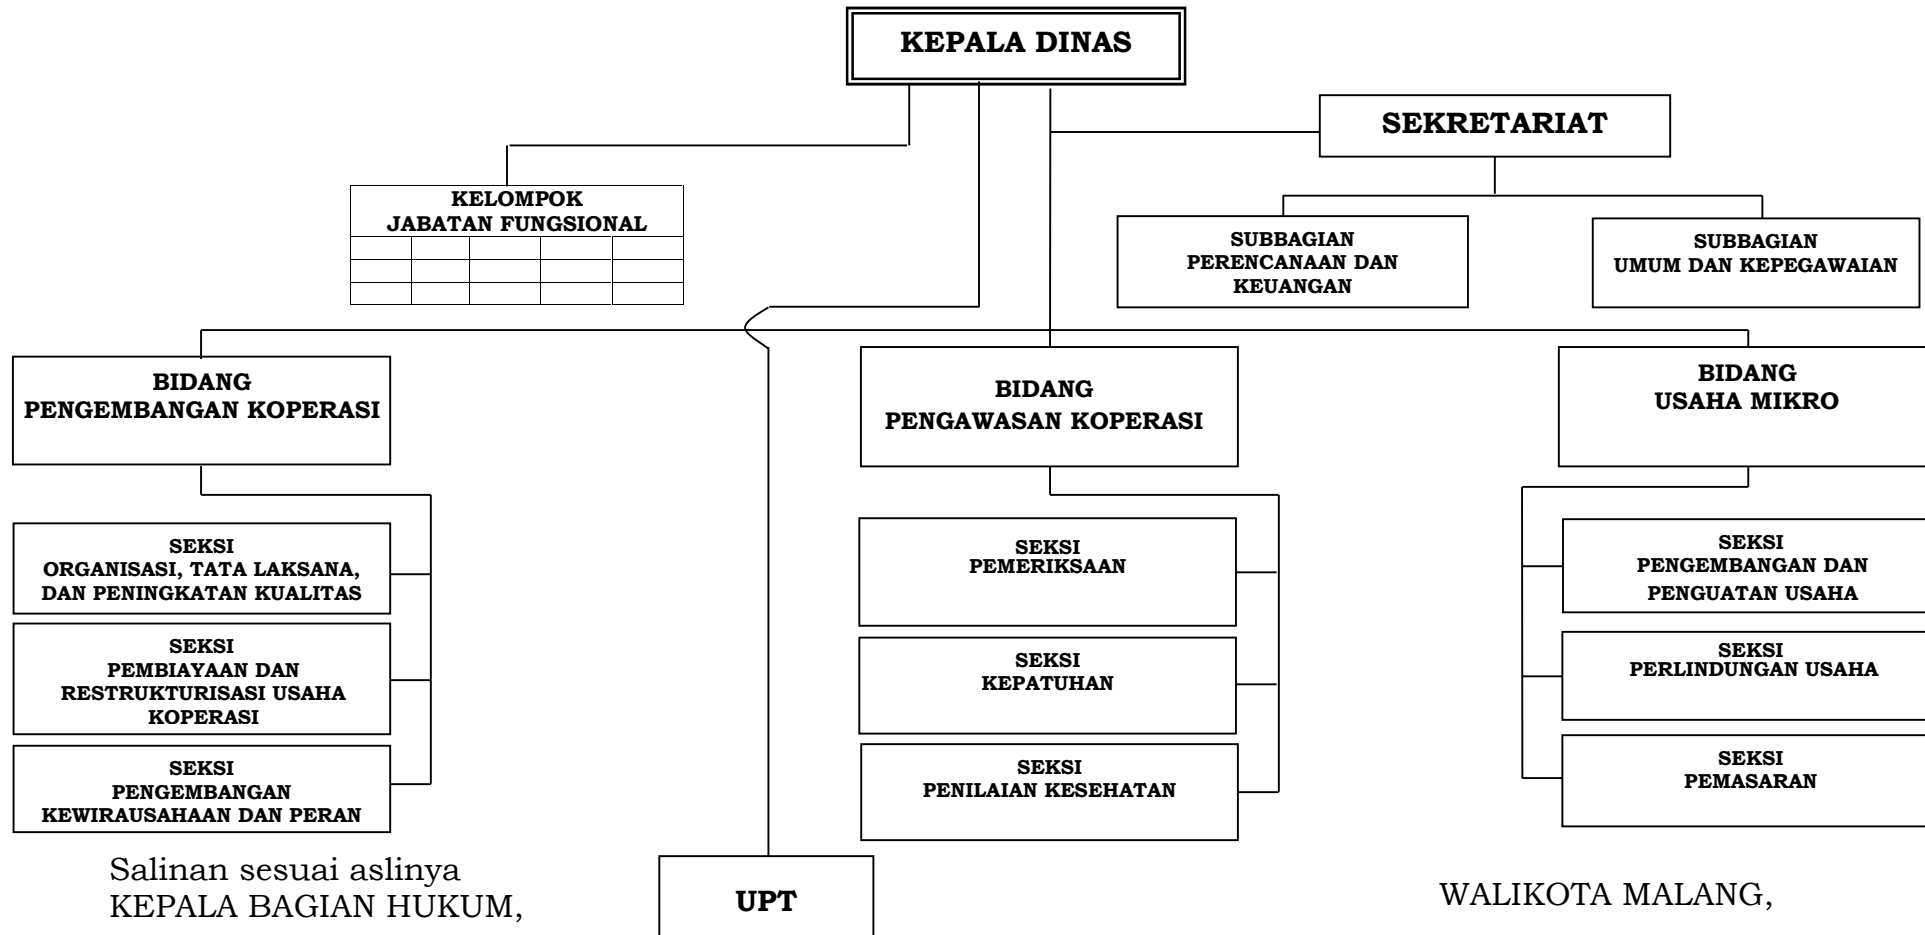 KEPALA DINAS
SEKRETARIAT
KELOMPOK
JABATAN FUNGSIONAL
SUBBAGIAN
PERENCANAAN DAN
KEUANGAN
SUBBAGIAN
UMUM DAN KEPEGAWAIAN
BIDANG
PENGEMBANGAN KOPERASI
BIDANG
PENGAWASAN KOPERASI
BIDANG
USAHA MIKRO
SEKSI
ORGANISASI, TATA LAKSANA,
DAN PENINGKATAN KUALITAS
SEKSI
PEMBIAYAAN DAN
RESTRUKTURISASI USAHA
KOPERASI
SEKSI
PENGEMBANGAN
KEWIRAUSAHAAN DAN PERAN
SEKSI
PEMERIKSAAN
SEKSI
KEPATUHAN
SEKSI
PENILAIAN KESEHATAN
SEKSI
PENGEMBANGAN DAN
PENGUATAN USAHA
SEKSI
PERLINDUNGAN USAHA
SEKSI
PEMASARAN
Salinan sesuai aslinya
KEPALA BAGIAN HUKUM,
UPT
WALIKOTA MALANG,